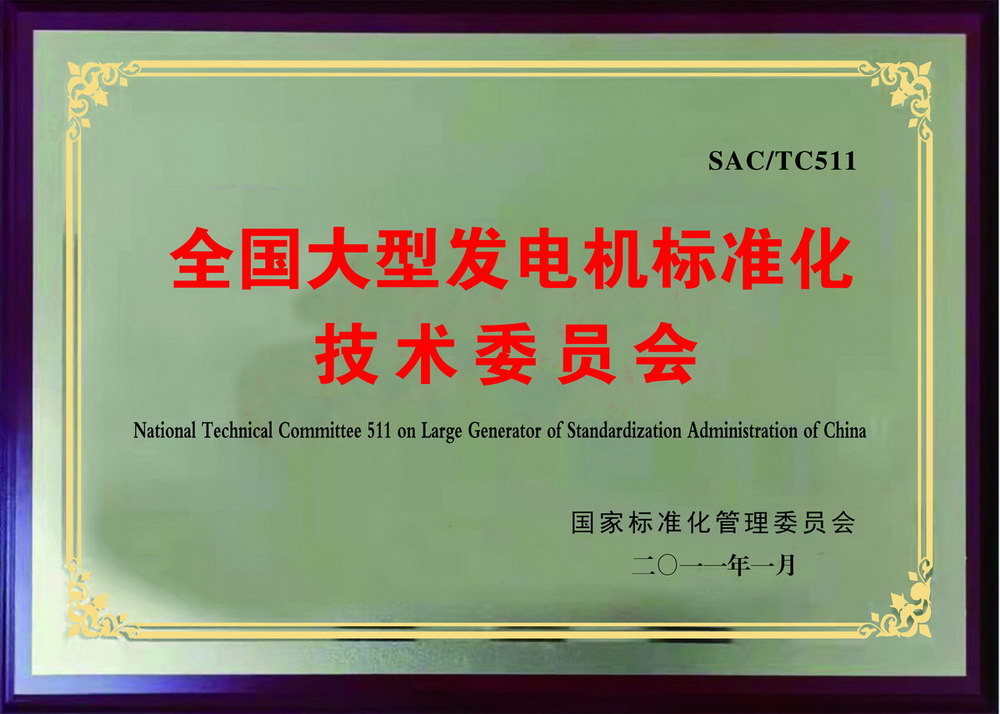 SAC/TC511
全国大型发电机标准化
技术委员会
National Technical Committee 511 on Large Generator of Standardization Administration of China
国家标准化管理委员会
二〇一一年一月